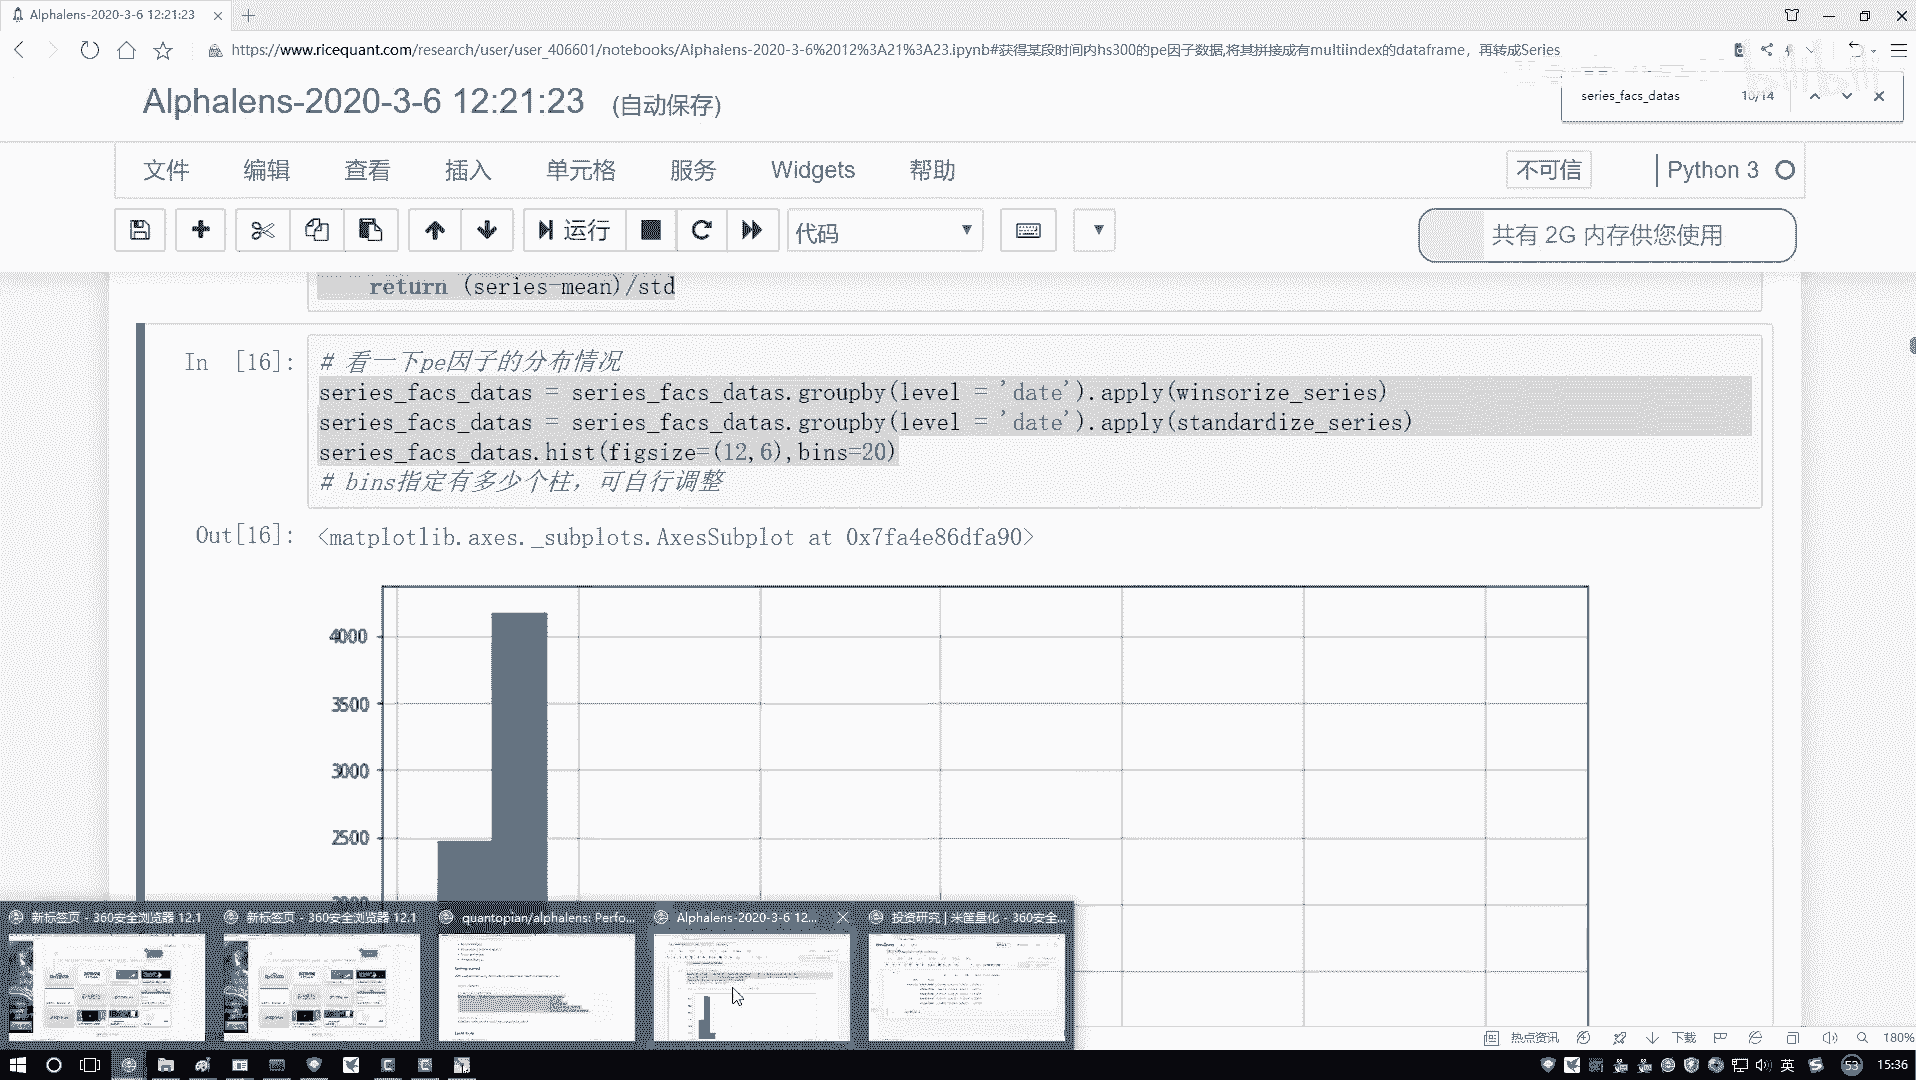 Alphalens-2020-3-6 12:21:23
https://www.ricequant.com/research/user/user_406601/notebooks/Alphalens-2020-3-6%2012%3A21%3A23.ipynb#获得某段时间内hs300的pe因子数据,将其拼接成有multiindex的dataframe，再转成Series
Alphalens-2020-3-6 12:21:23 (自动保存)
series_facs_datas 10/14
文件 编辑 查看 插入 单元格 服务 Widgets 帮助 不可信 Python 3
运行 代码 共有 2G 内存供您使用
return (series-mean)/std
In [16]:
# 看一下pe因子的分布情况
series_facs_datas = series_facs_datas.groupby(level = 'date').apply(winsorize_series)
series_facs_datas = series_facs_datas.groupby(level = 'date').apply(standardize_series)
series_facs_datas.hist(figsize=(12,6),bins=20)
# bins指定有多少个柱，可自行调整
Out[16]: <matplotlib.axes._subplots.AxesSubplot at 0x7fa4e86dfa90>
4000
3500
3000
2500
新标签页 - 360安全浏览器 12.1
新标签页 - 360安全浏览器 12.1
quantopian/alphalens: Perfo...
Alphalens-2020-3-6 12...
投资研究 | 米筐量化 - 360安全...
热点资讯 下载 180%
英 53 15:36